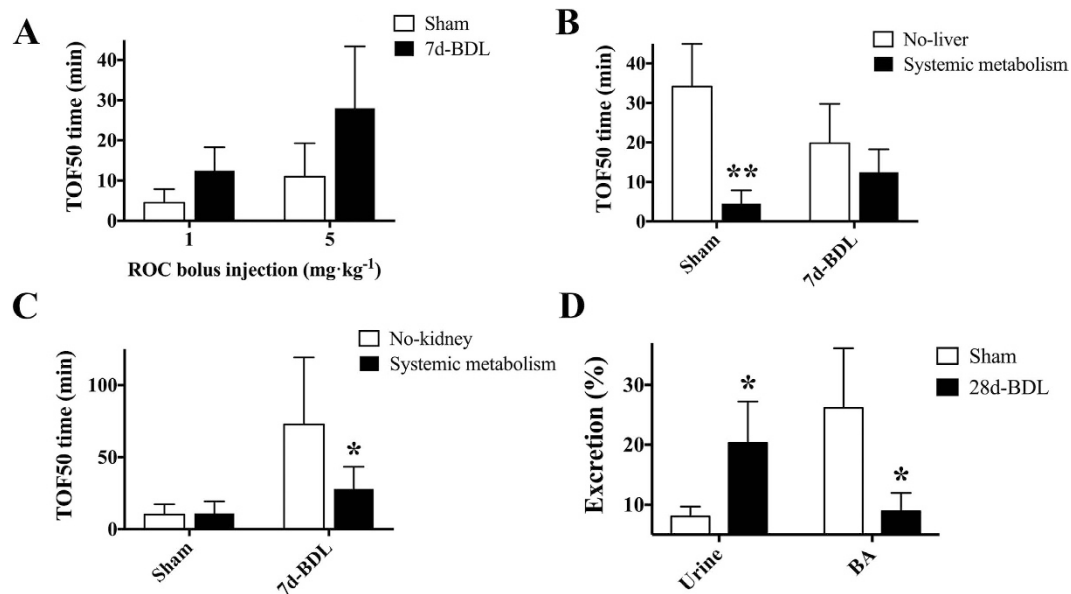 A
Sham
7d-BDL
TOF50 time (min)
40
30
20
10
0
1
5
ROC bolus injection (mg·kg⁻¹)
B
No-liver
Systemic metabolism
TOF50 time (min)
40
30
20
10
0
**
Sham
7d-BDL
C
No-kidney
Systemic metabolism
TOF50 time (min)
100
50
0
*
Sham
7d-BDL
D
Sham
28d-BDL
Excretion (%)
30
20
10
*
*
Urine
BA